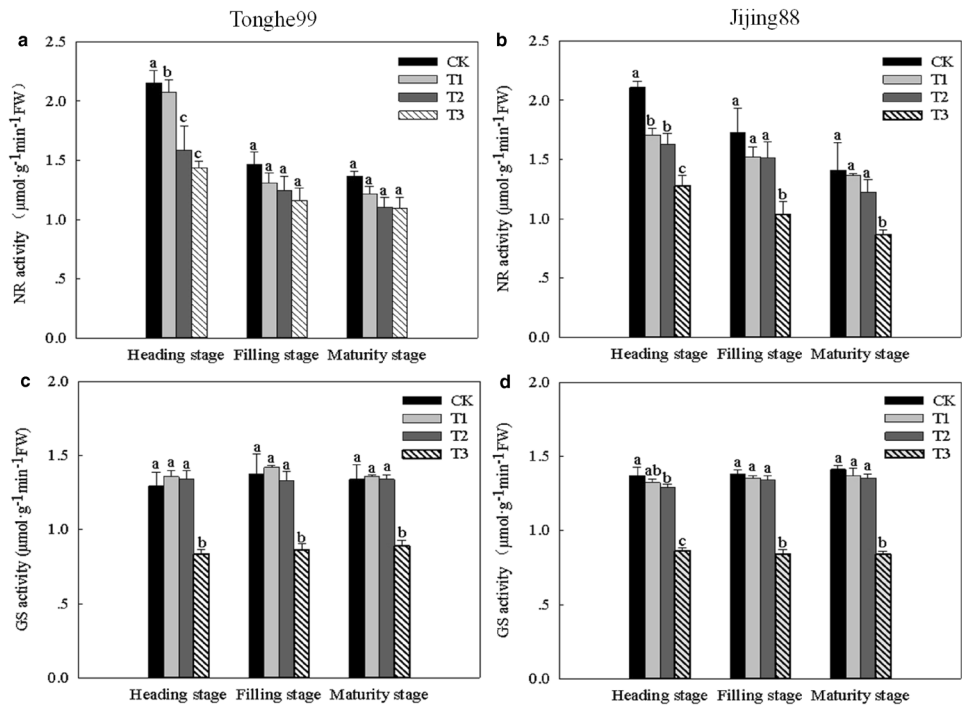 Tonghe99
Jijing88
a
2.5
2.0
1.5
1.0
.5
0.0
NR activity（μmol·g-1min-1FW）
CK
T1
T2
T3
a b c c
a a a a
a a a a
Heading stage Filling stage Maturity stage
b
2.5
2.0
1.5
1.0
.5
0.0
NR activity (μmol·g-1min-1FW)
CK
T1
T2
T3
a b b c
a a a b
a a a b
Heading stage Filling stage Maturity stage
c
2.0
1.5
1.0
.5
0.0
GS activity (μmol·g-1min-1FW)
CK
T1
T2
T3
a a a b
a a a b
a a a b
Heading stage Filling stage Maturity stage
d
2.0
1.5
1.0
.5
0.0
GS activity（μmol·g-1min-1FW)
CK
T1
T2
T3
a ab b c
a a a b
a a a b
Heading stage Filling stage Maturity stage